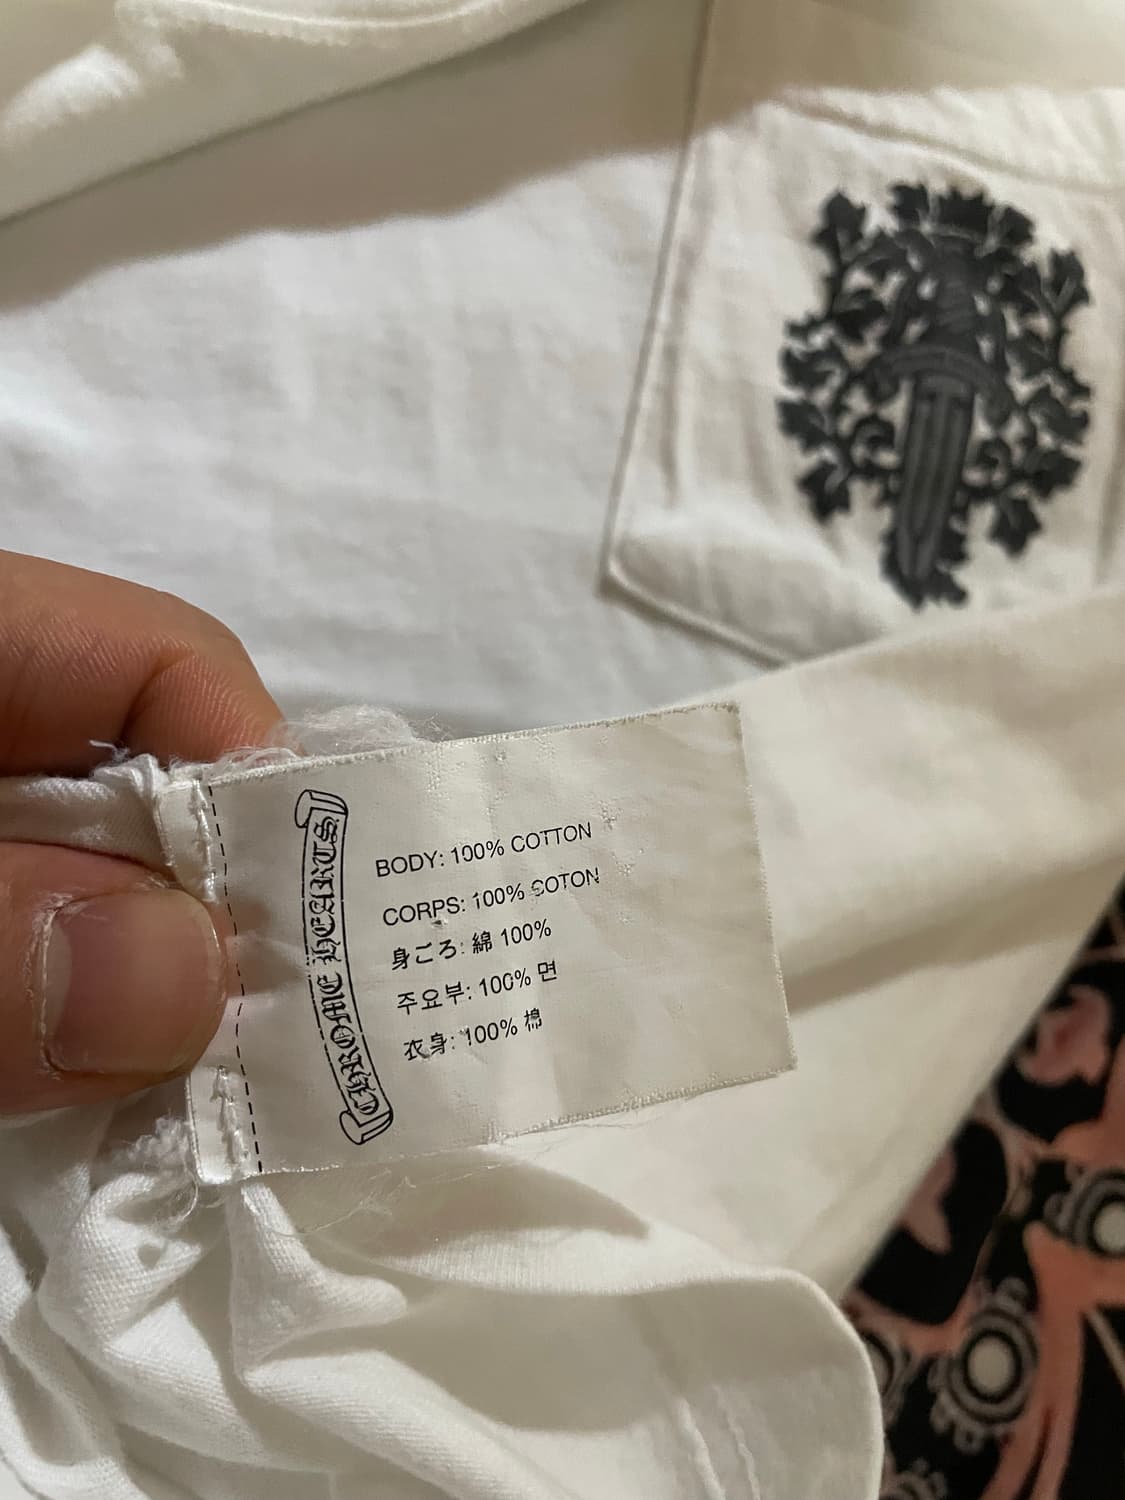 CHROME HEARTS
BODY: 100% COTTON
CORPS: 100% COTON
身ごろ: 綿 100%
주요부: 100% 면
衣身: 100% 棉